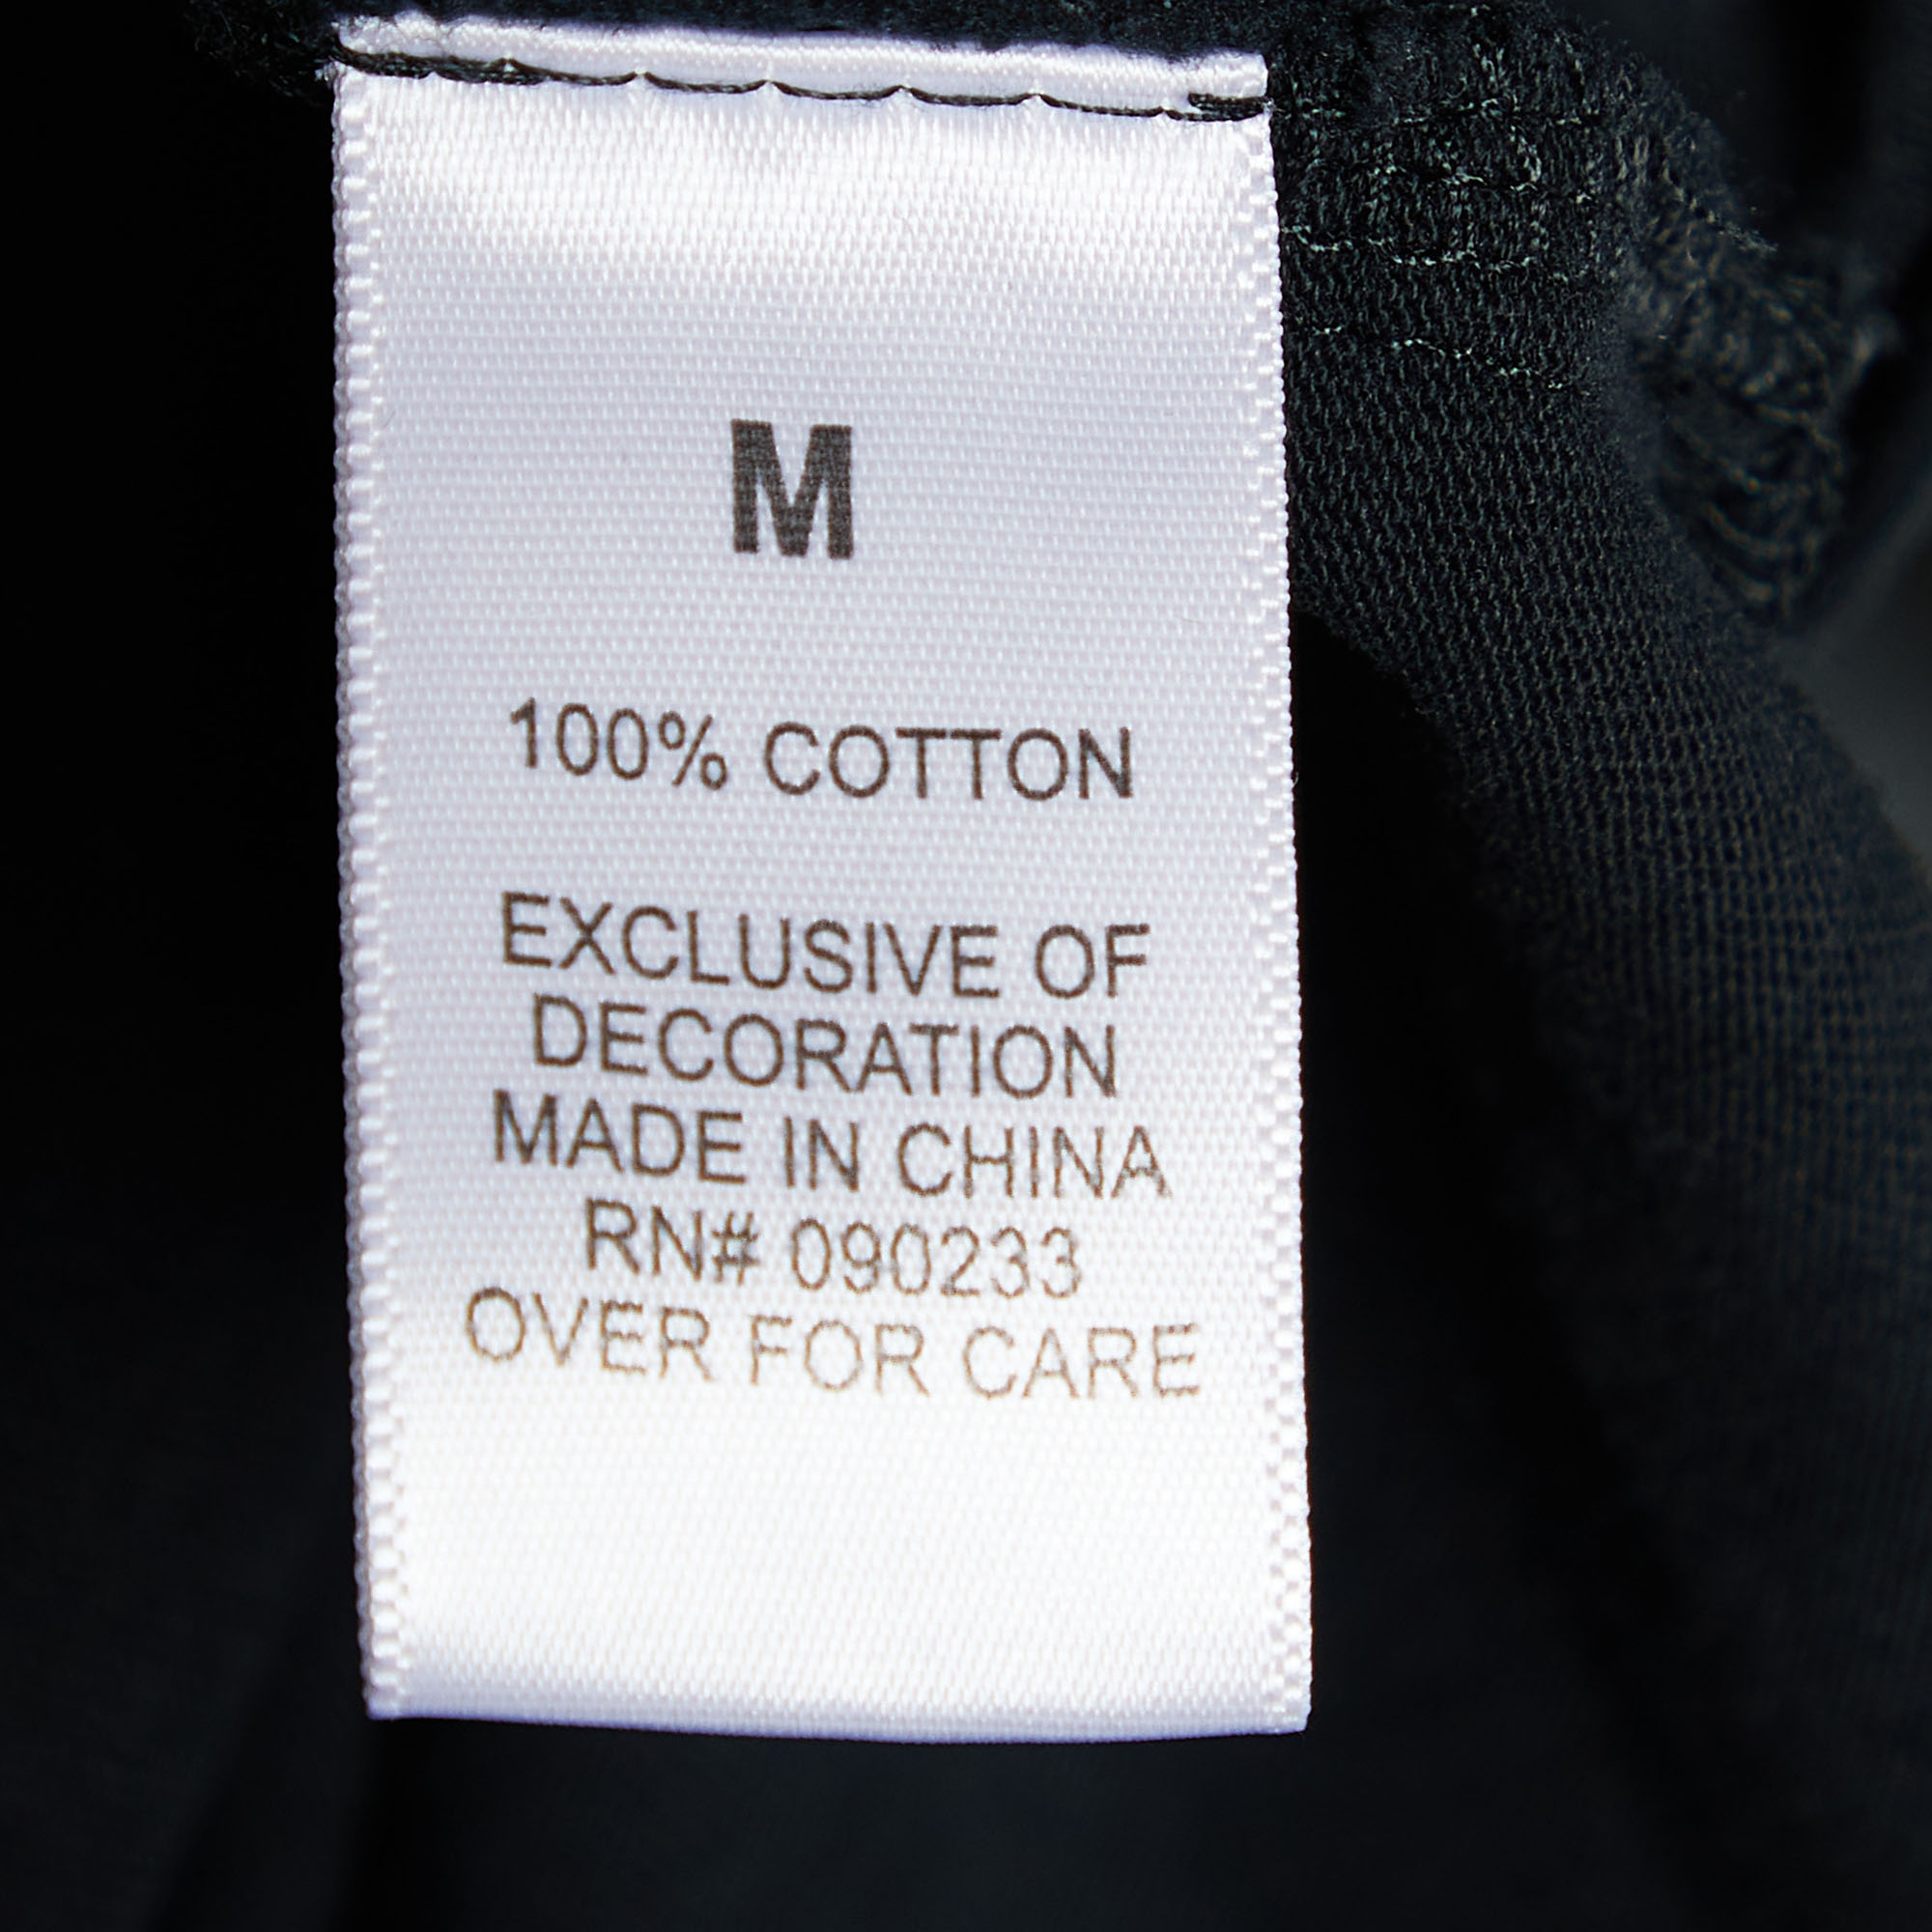 M
100% COTTON
EXCLUSIVE OF
DECORATION
MADE IN CHINA
RN# 090233
OVER FOR CARE